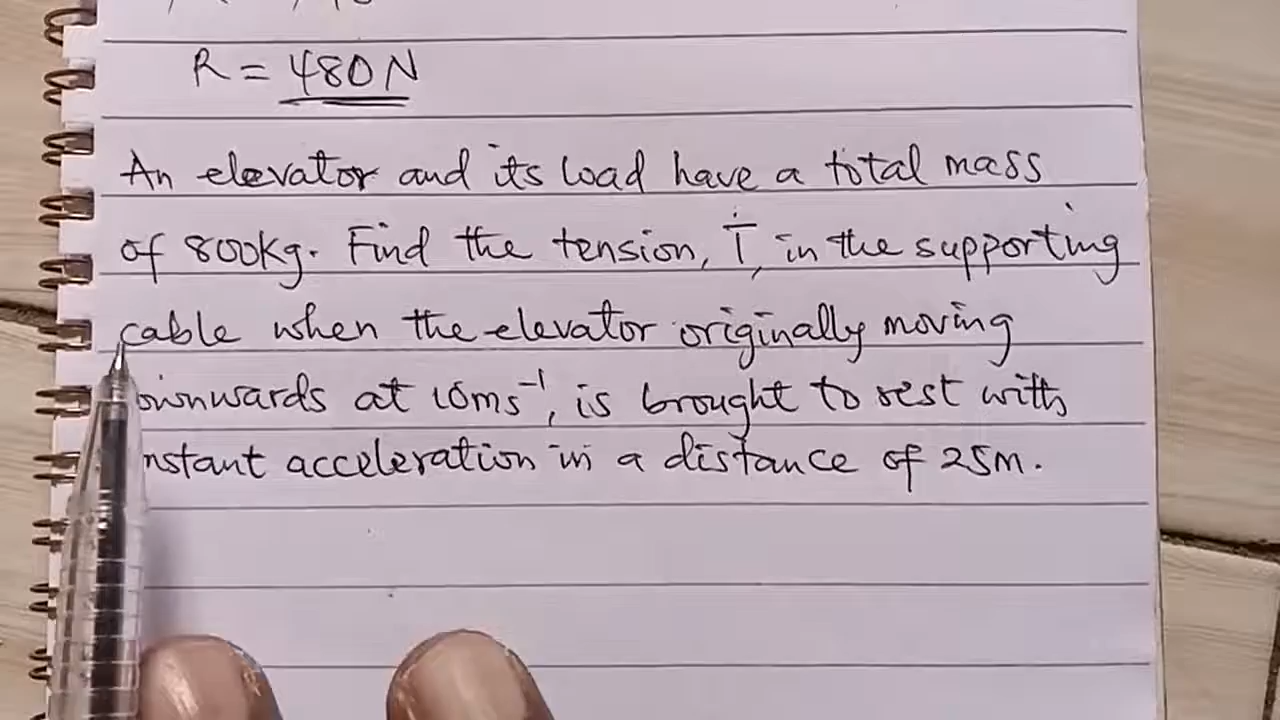 R = 480N
An elevator and its load have a total mass
of 800kg. Find the tension, T, in the supporting
cable when the elevator originally moving
ownwards at 10ms⁻¹, is brought to rest with
nstant acceleration in a distance of 25m.